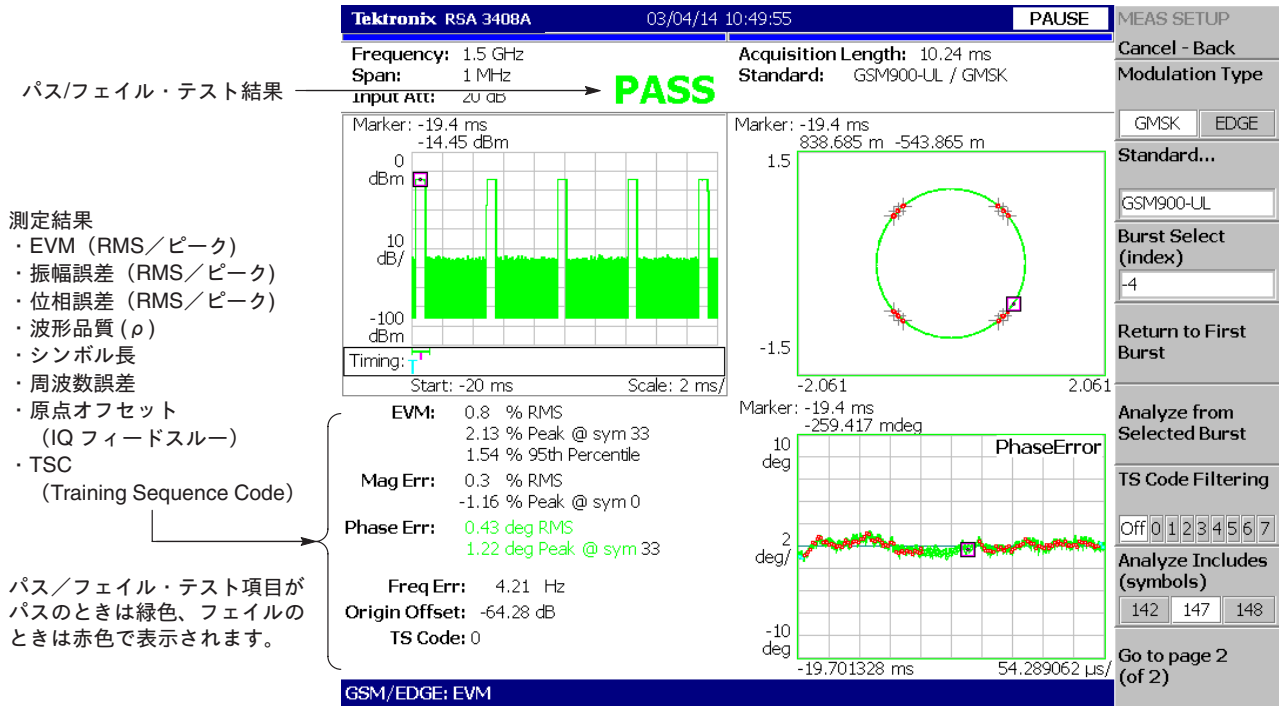 Tektronix RSA 3408A 03/04/14 10:49:55 PAUSE
Frequency: 1.5 GHz
Span: 1 MHz
Input Att: 20 dB
PASS
Acquisition Length: 10.24 ms
Standard: GSM900-UL / GMSK
パス/フェイル・テスト結果
Marker: -19.4 ms
-14.45 dBm
0
dBm
10
dB/
-100
dBm
Timing:
Start: -20 ms Scale: 2 ms/
Marker: -19.4 ms
838.685 m -543.865 m
1.5
-1.5
-2.061 2.061
測定結果
・EVM（RMS／ピーク)
・振幅誤差（RMS／ピーク)
・位相誤差（RMS／ピーク)
・波形品質 (ρ)
・シンボル長
・周波数誤差
・原点オフセット
（IQ フィードスルー）
・TSC
（Training Sequence Code）
パス／フェイル・テスト項目が
パスのときは緑色、フェイルの
ときは赤色で表示されます。
EVM: 0.8 % RMS
2.13 % Peak @ sym 33
1.54 % 95th Percentile
Mag Err: 0.3 % RMS
-1.16 % Peak @ sym 0
Phase Err: 0.43 deg RMS
1.22 deg Peak @ sym 33
Freq Err: 4.21 Hz
Origin Offset: -64.28 dB
TS Code: 0
Marker: -19.4 ms
-259.417 mdeg
10
deg
PhaseError
2
deg/
-10
deg
-19.701328 ms 54.289062 µs/
GSM/EDGE: EVM
MEAS SETUP
Cancel - Back
Modulation Type
GMSK EDGE
Standard...
GSM900-UL
Burst Select
(index)
-4
Return to First
Burst
Analyze from
Selected Burst
TS Code Filtering
Off 0 1 2 3 4 5 6 7
Analyze Includes
(symbols)
142 147 148
Go to page 2
(of 2)